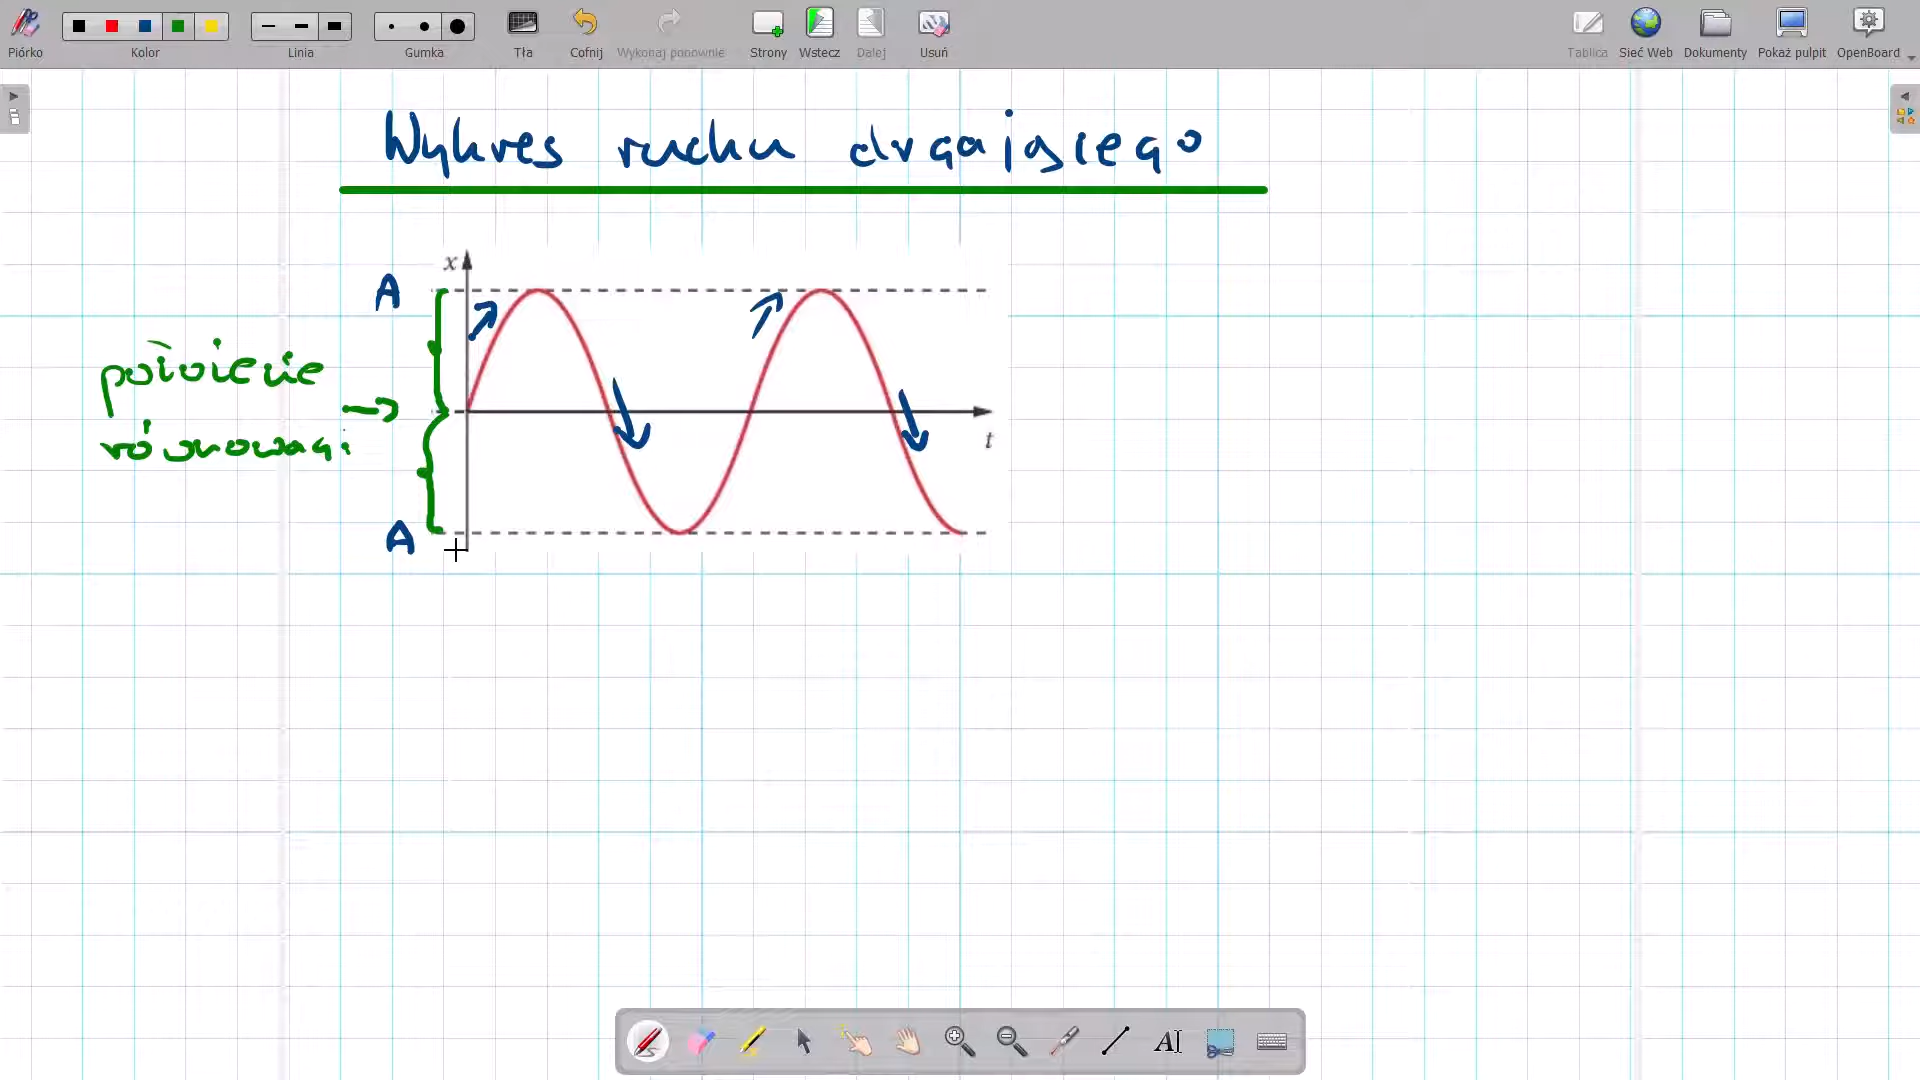 Piórko Kolor Linia Gumka Tła Cofnij Wykonaj ponownie Strony Wstecz Dalej Usuń Tablica Sieć Web Dokumenty Pokaż pulpit OpenBoard
Wykres ruchu drgającego
x
A
położenie
równowagi
t
A
A